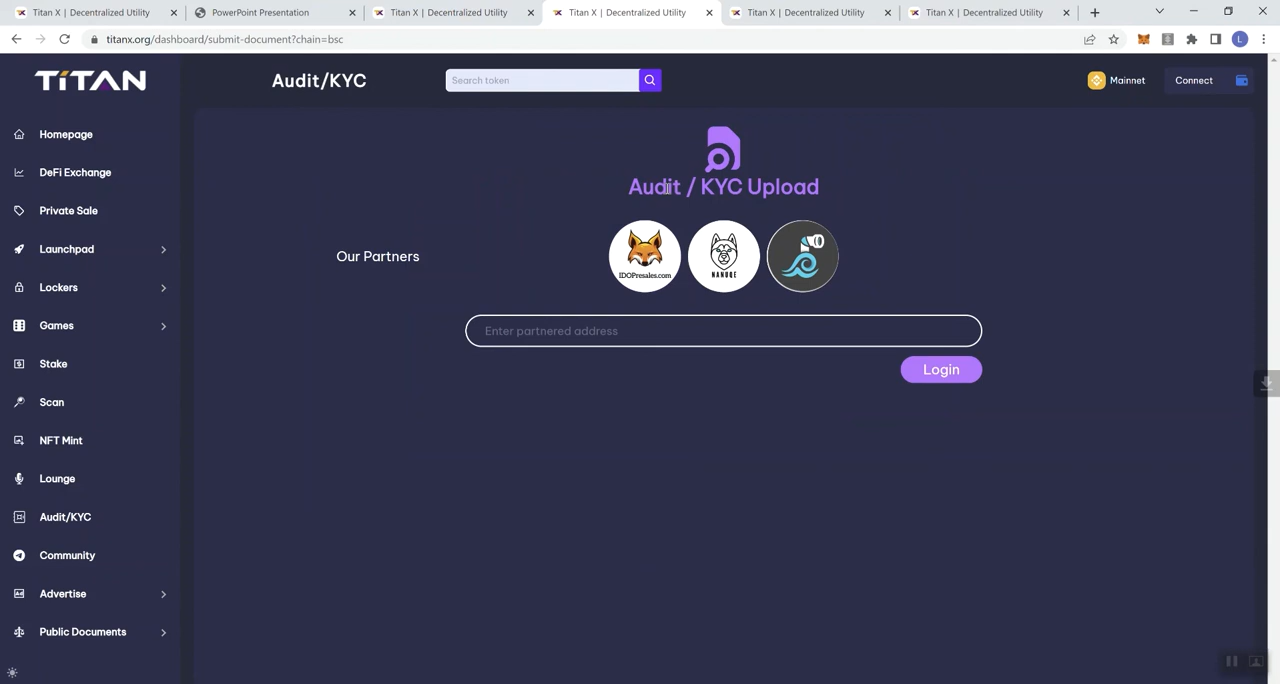 Titan X | Decentralized Utility
PowerPoint Presentation
Titan X | Decentralized Utility
Titan X | Decentralized Utility
Titan X | Decentralized Utility
Titan X | Decentralized Utility
titanx.org/dashboard/submit-document?chain=bsc
L
TITAN
Audit/KYC
Search token
Mainnet
Connect
Homepage
DeFi Exchange
Private Sale
Launchpad
Lockers
Games
Stake
Scan
NFT Mint
Lounge
Audit/KYC
Community
Advertise
Public Documents
Audit / KYC Upload
Our Partners
IDOPresales.com
NANUQE
Enter partnered address
Login